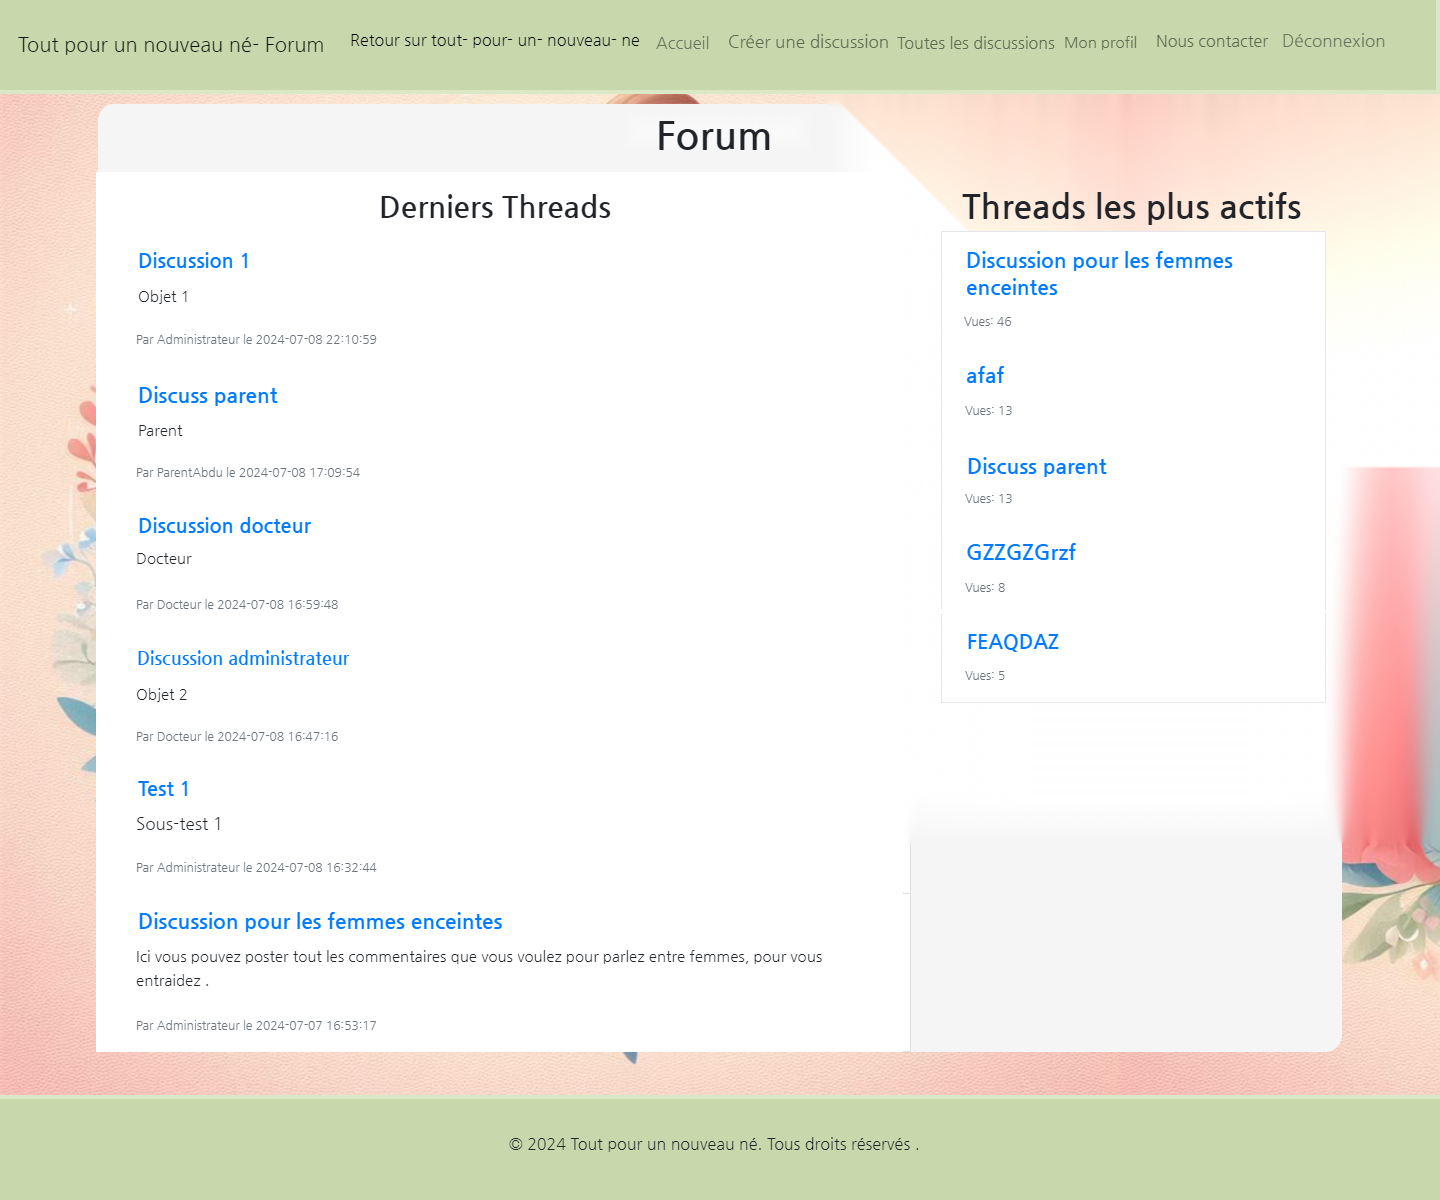 Tout pour un nouveau né- Forum Retour sur tout- pour- un- nouveau- ne Accueil Créer une discussion Toutes les discussions Mon profil Nous contacter Déconnexion
Forum
Derniers Threads
Discussion 1
Objet 1
Par Administrateur le 2024-07-08 22:10:59
Discuss parent
Parent
Par ParentAbdu le 2024-07-08 17:09:54
Discussion docteur
Docteur
Par Docteur le 2024-07-08 16:59:48
Discussion administrateur
Objet 2
Par Docteur le 2024-07-08 16:47:16
Test 1
Sous-test 1
Par Administrateur le 2024-07-08 16:32:44
Discussion pour les femmes enceintes
Ici vous pouvez poster tout les commentaires que vous voulez pour parlez entre femmes, pour vous
entraidez .
Par Administrateur le 2024-07-07 16:53:17
Threads les plus actifs
Discussion pour les femmes
enceintes
Vues: 46
afaf
Vues: 13
Discuss parent
Vues: 13
GZZGZGrzf
Vues: 8
FEAQDAZ
Vues: 5
© 2024 Tout pour un nouveau né. Tous droits réservés .